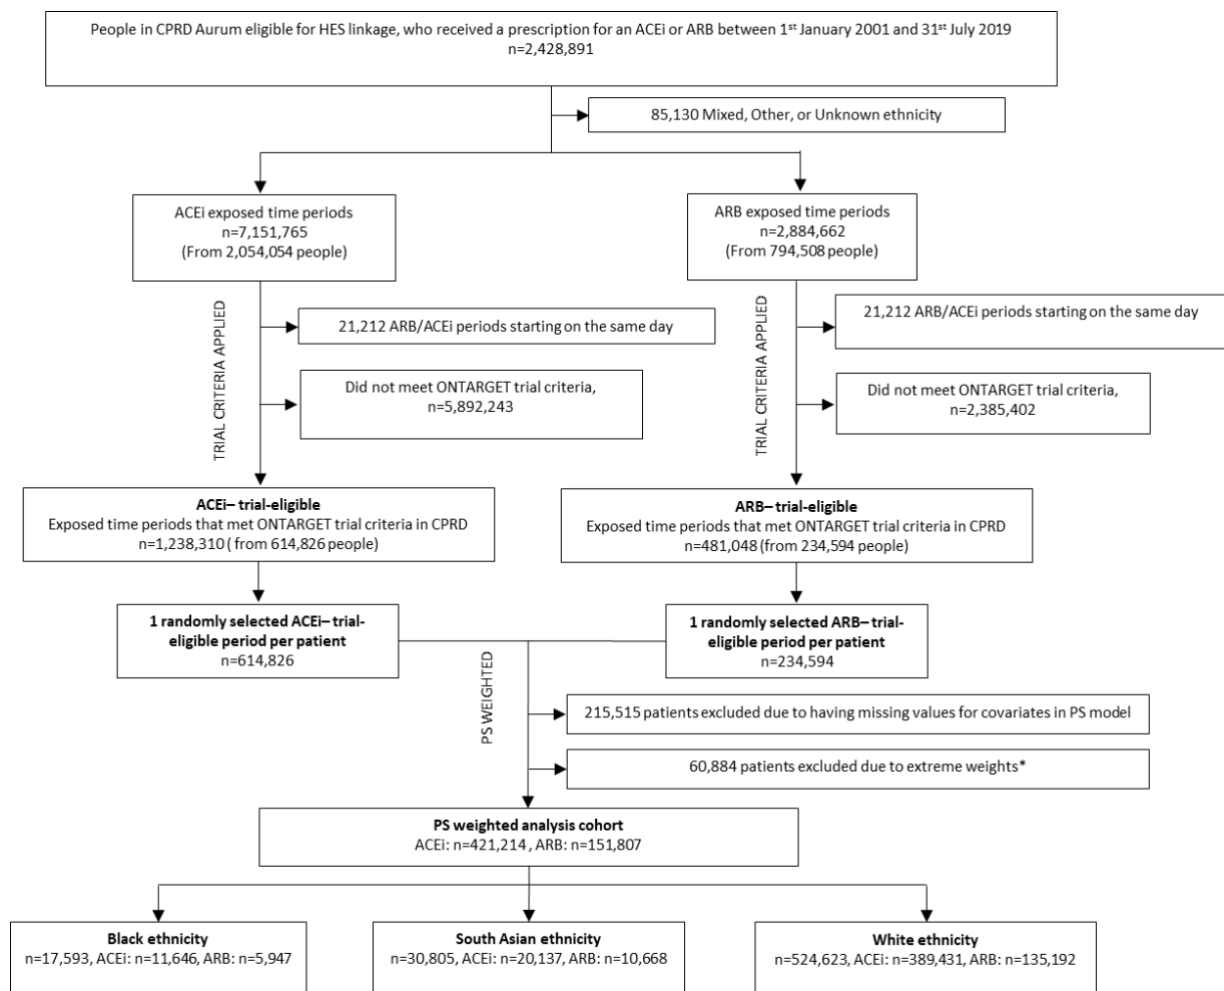 People in CPRD Aurum eligible for HES linkage, who received a prescription for an ACEi or ARB between 1st January 2001 and 31st July 2019
n=2,428,891
85,130 Mixed, Other, or Unknown ethnicity
ACEi exposed time periods
n=7,151,765
(From 2,054,054 people)
ARB exposed time periods
n=2,884,662
(From 794,508 people)
TRIAL CRITERIA APPLIED
21,212 ARB/ACEi periods starting on the same day
Did not meet ONTARGET trial criteria,
n=5,892,243
TRIAL CRITERIA APPLIED
21,212 ARB/ACEi periods starting on the same day
Did not meet ONTARGET trial criteria,
n=2,385,402
ACEi– trial-eligible
Exposed time periods that met ONTARGET trial criteria in CPRD
n=1,238,310 ( from 614,826 people)
ARB– trial-eligible
Exposed time periods that met ONTARGET trial criteria in CPRD
n=481,048 (from 234,594 people)
1 randomly selected ACEi– trial-
eligible period per patient
n=614,826
1 randomly selected ARB– trial-
eligible period per patient
n=234,594
PS WEIGHTED
215,515 patients excluded due to having missing values for covariates in PS model
60,884 patients excluded due to extreme weights*
PS weighted analysis cohort
ACEi: n=421,214 , ARB: n=151,807
Black ethnicity
n=17,593, ACEi: n=11,646, ARB: n=5,947
South Asian ethnicity
n=30,805, ACEi: n=20,137, ARB: n=10,668
White ethnicity
n=524,623, ACEi: n=389,431, ARB: n=135,192